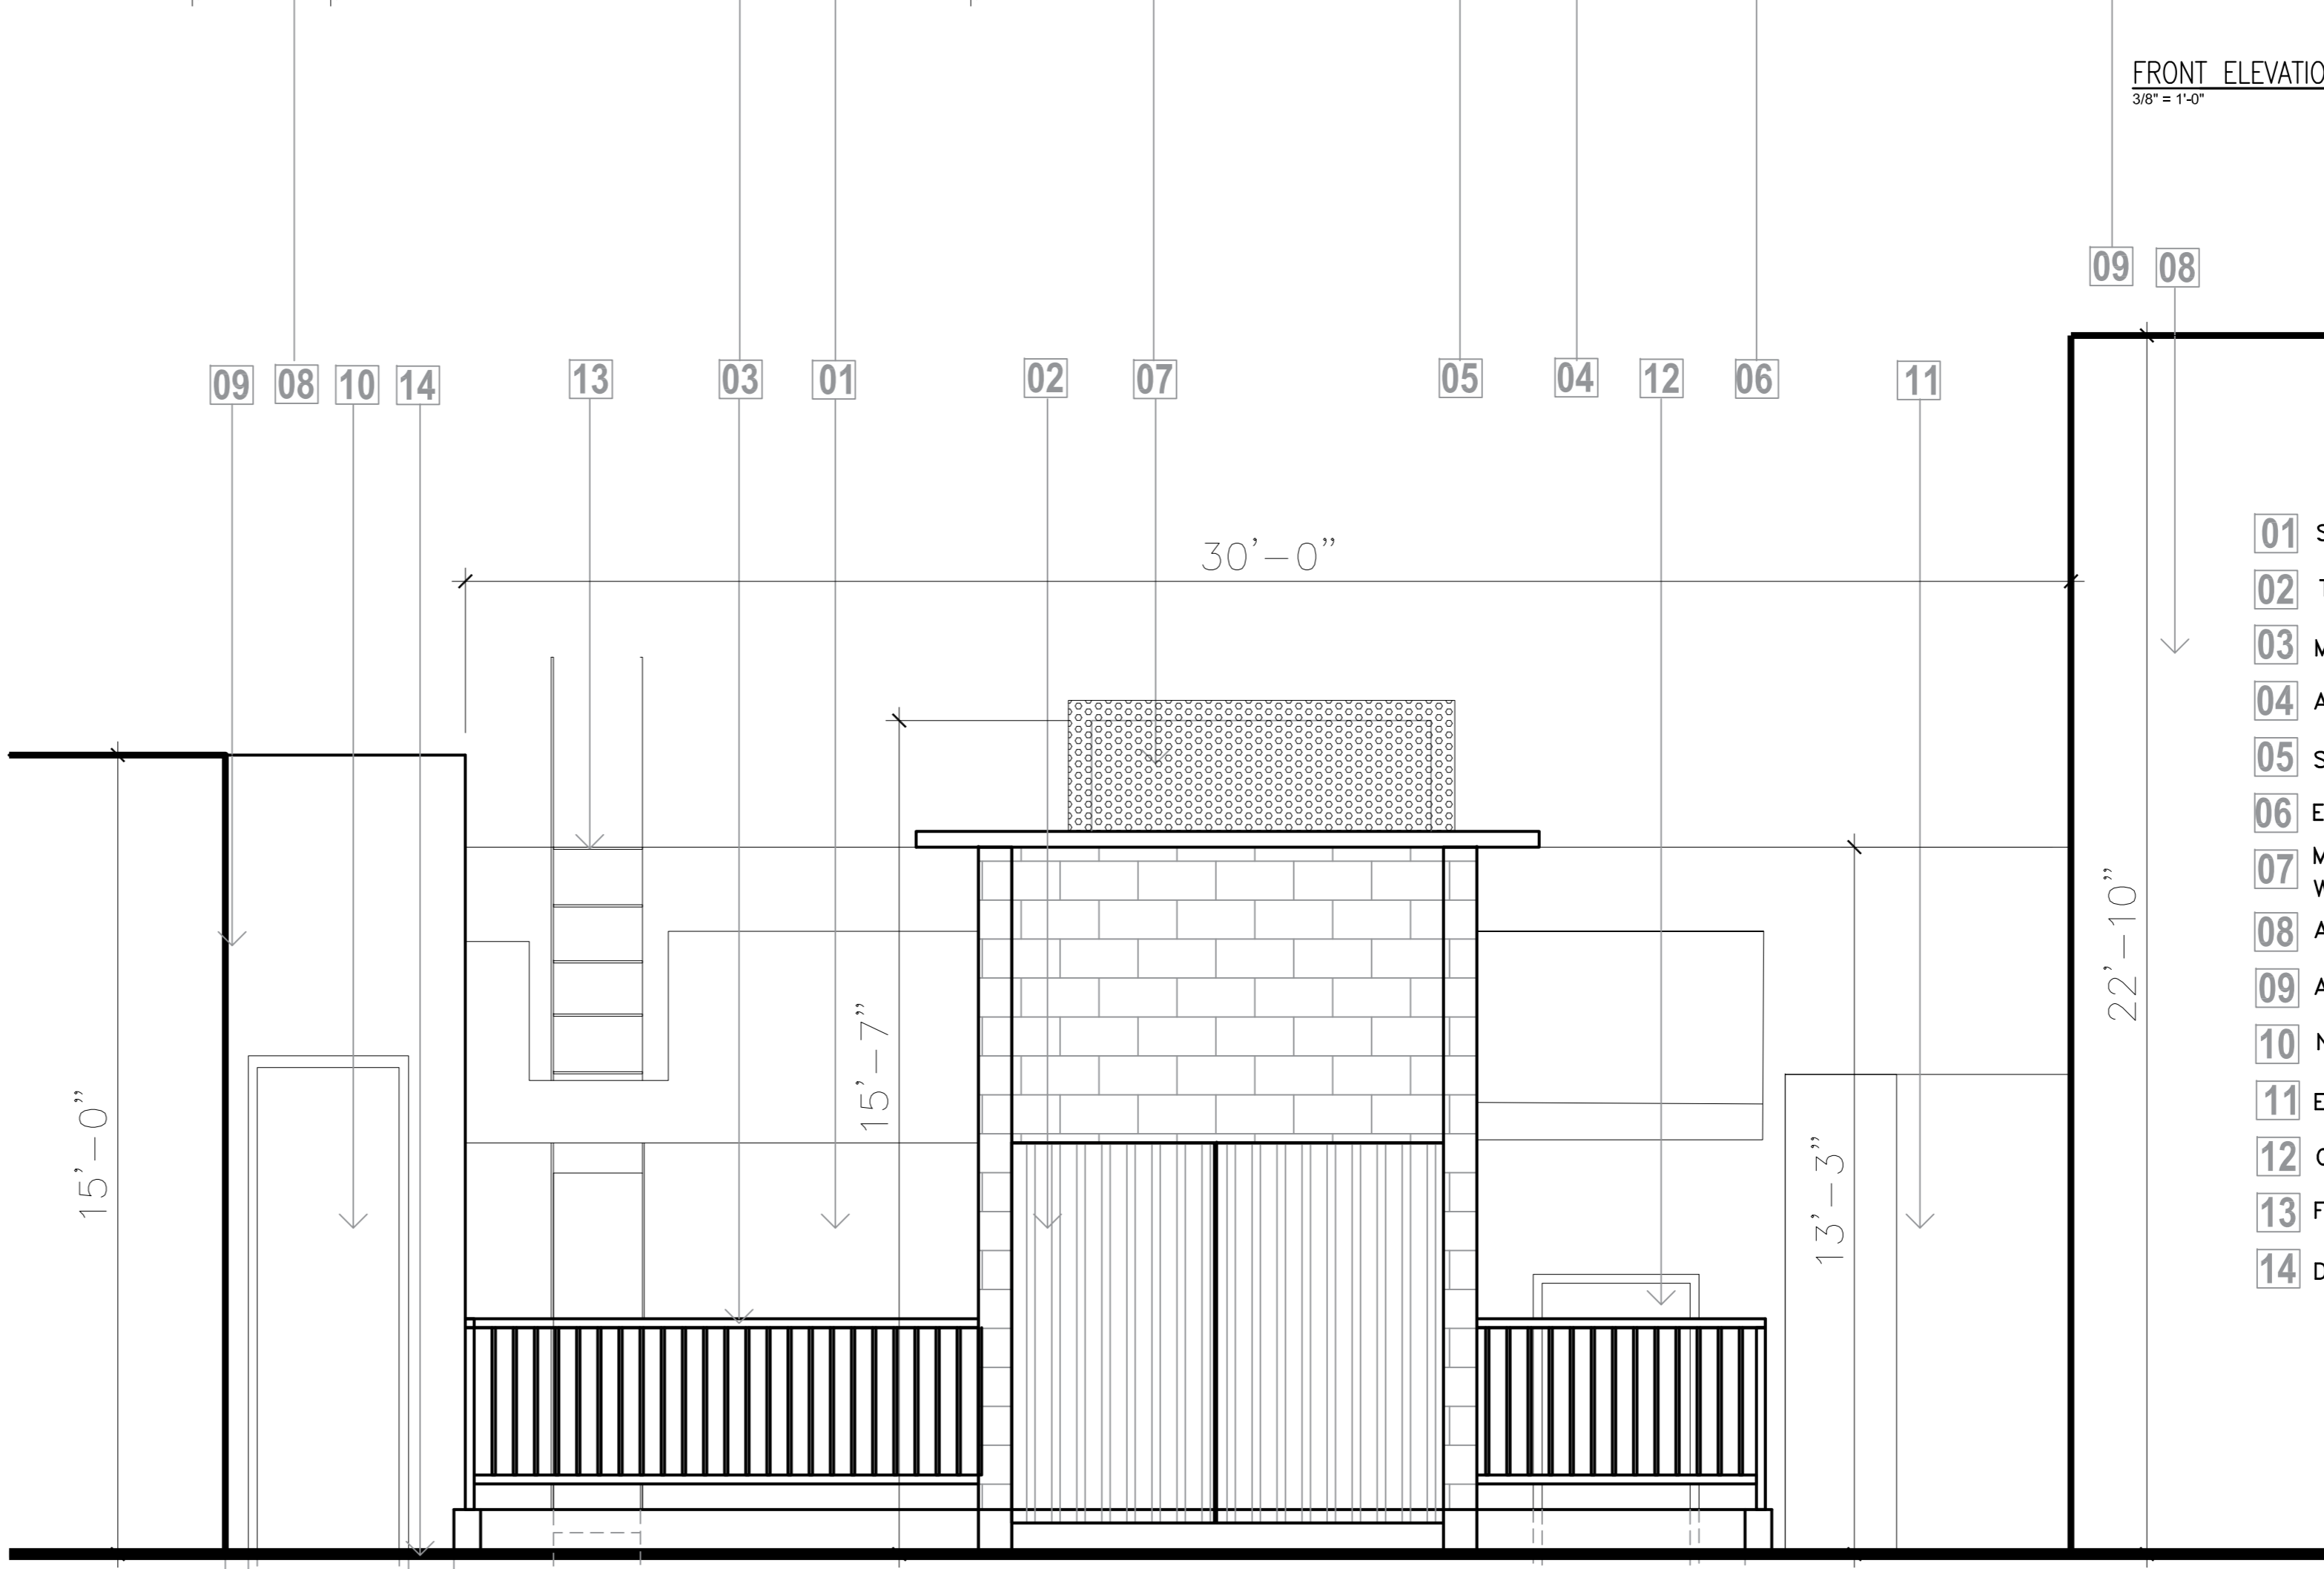 FRONT ELEVATIO
3/8" = 1'-0"
09 08
09 08 10 14 13 03 01 02 07 05 04 12 06 11
30'-0"
22'-10"
15'-7"
15'-0"
13'-3"
01 S
02 T
03 M
04 A
05 S
06 E
07 M
W
08 A
09 A
10 N
11 E
12
13 F
14 D